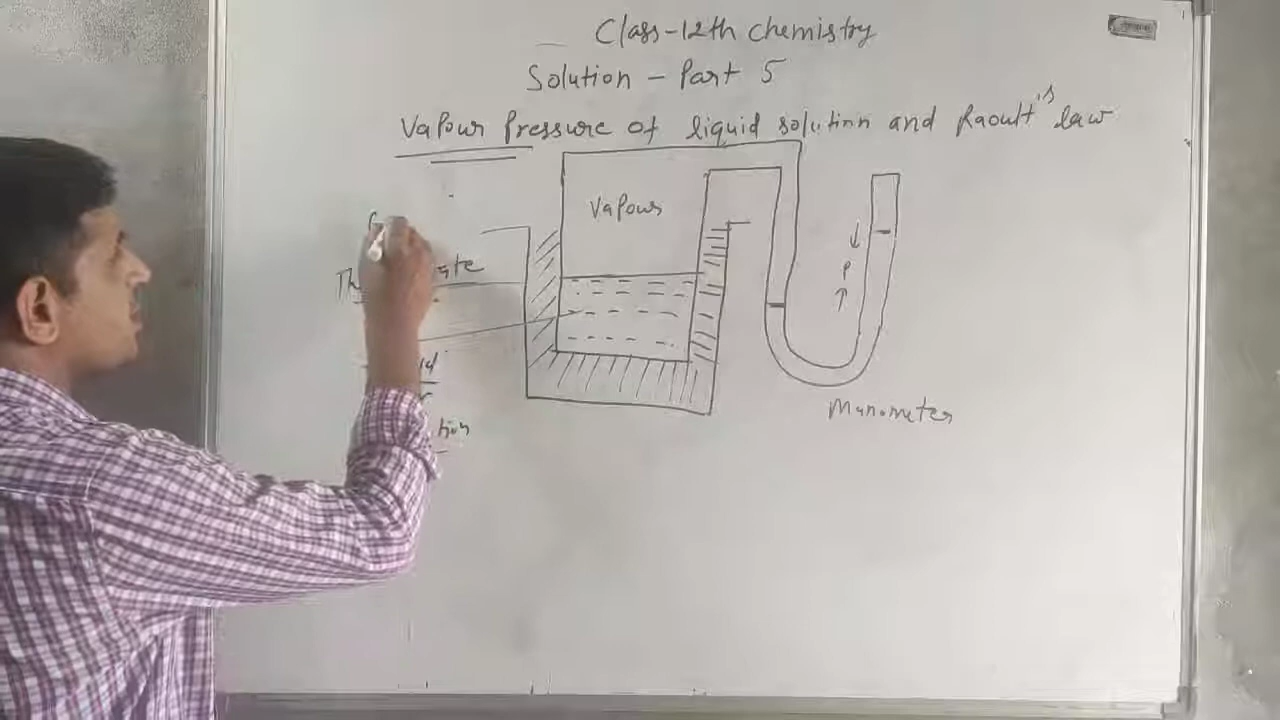 Class-12th chemistry
Solution - Part 5
Vapour Pressure of liquid solution and Raoult's law
Vapour
P
Manometer